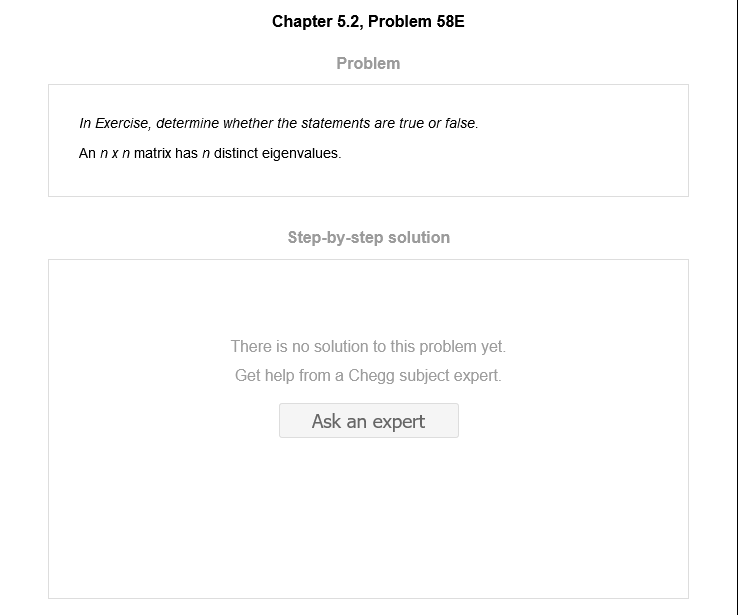 Chapter 5.2, Problem 58E
Problem
In Exercise, determine whether the statements are true or false.
An n x n matrix has n distinct eigenvalues.
Step-by-step solution
There is no solution to this problem yet.
Get help from a Chegg subject expert.
Ask an expert